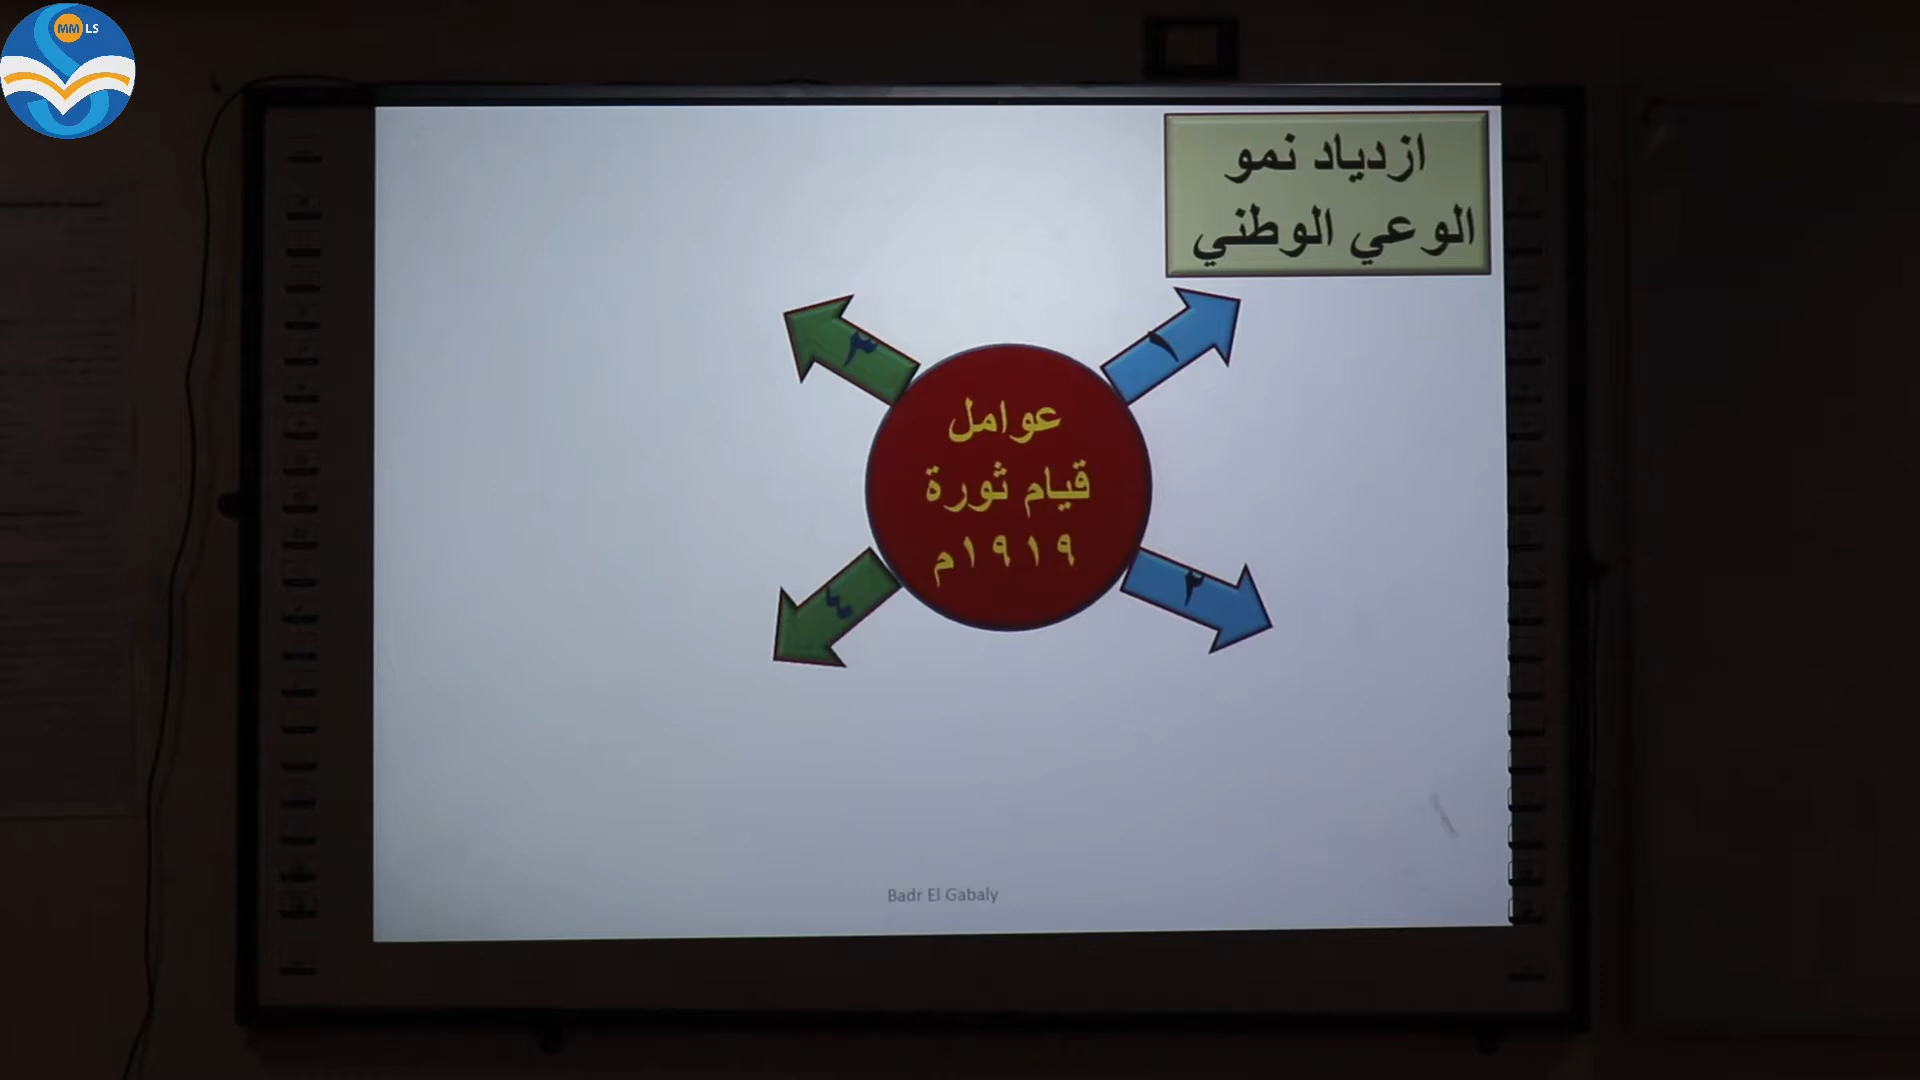 MM LS
ازدياد نمو
الوعي الوطني
١
٢
٣
٤
عوامل
قيام ثورة
١٩١٩م
Badr El Gabaly